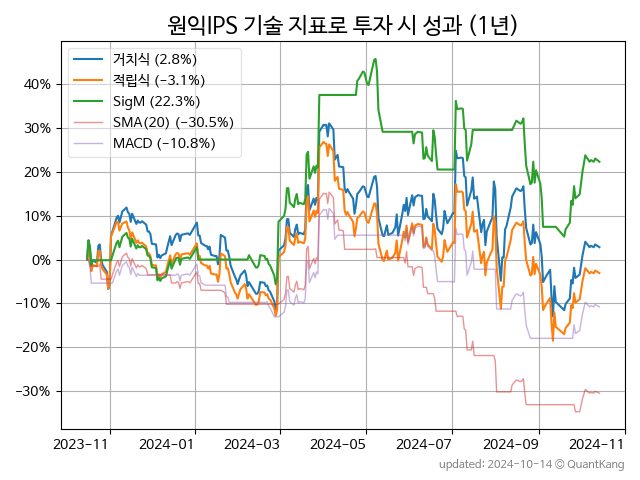 원익IPS 기술 지표로 투자 시 성과 (1년)
거치식 (2.8%)
적립식 (−3.1%)
SigM (22.3%)
SMA(20) (−30.5%)
MACD (−10.8%)
40%
30%
20%
10%
0%
−10%
−20%
−30%
2023-11 2024-01 2024-03 2024-05 2024-07 2024-09 2024-11
updated: 2024-10-14 © QuantKang